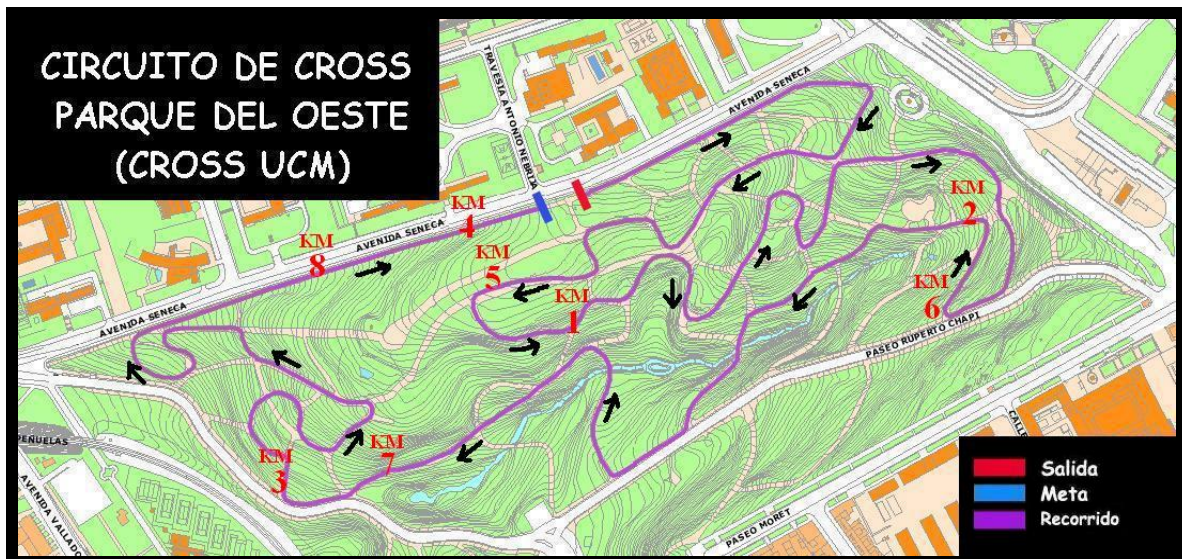 CIRCUITO DE CROSS
PARQUE DEL OESTE
(CROSS UCM)
TRAVESIA ANTONIO NEBRIJA
AVENIDA SENECA
KM
4
AVENIDA SENECA
KM
8
KM
2
KM
5
KM
6
KM
1
AVENIDA SENECA
PASEO RUPERTO CHAPI
KM
7
KM
3
PEÑUELAS
AVENIDA VALLADO
CALLE
PASEO MORET
Salida
Meta
Recorrido